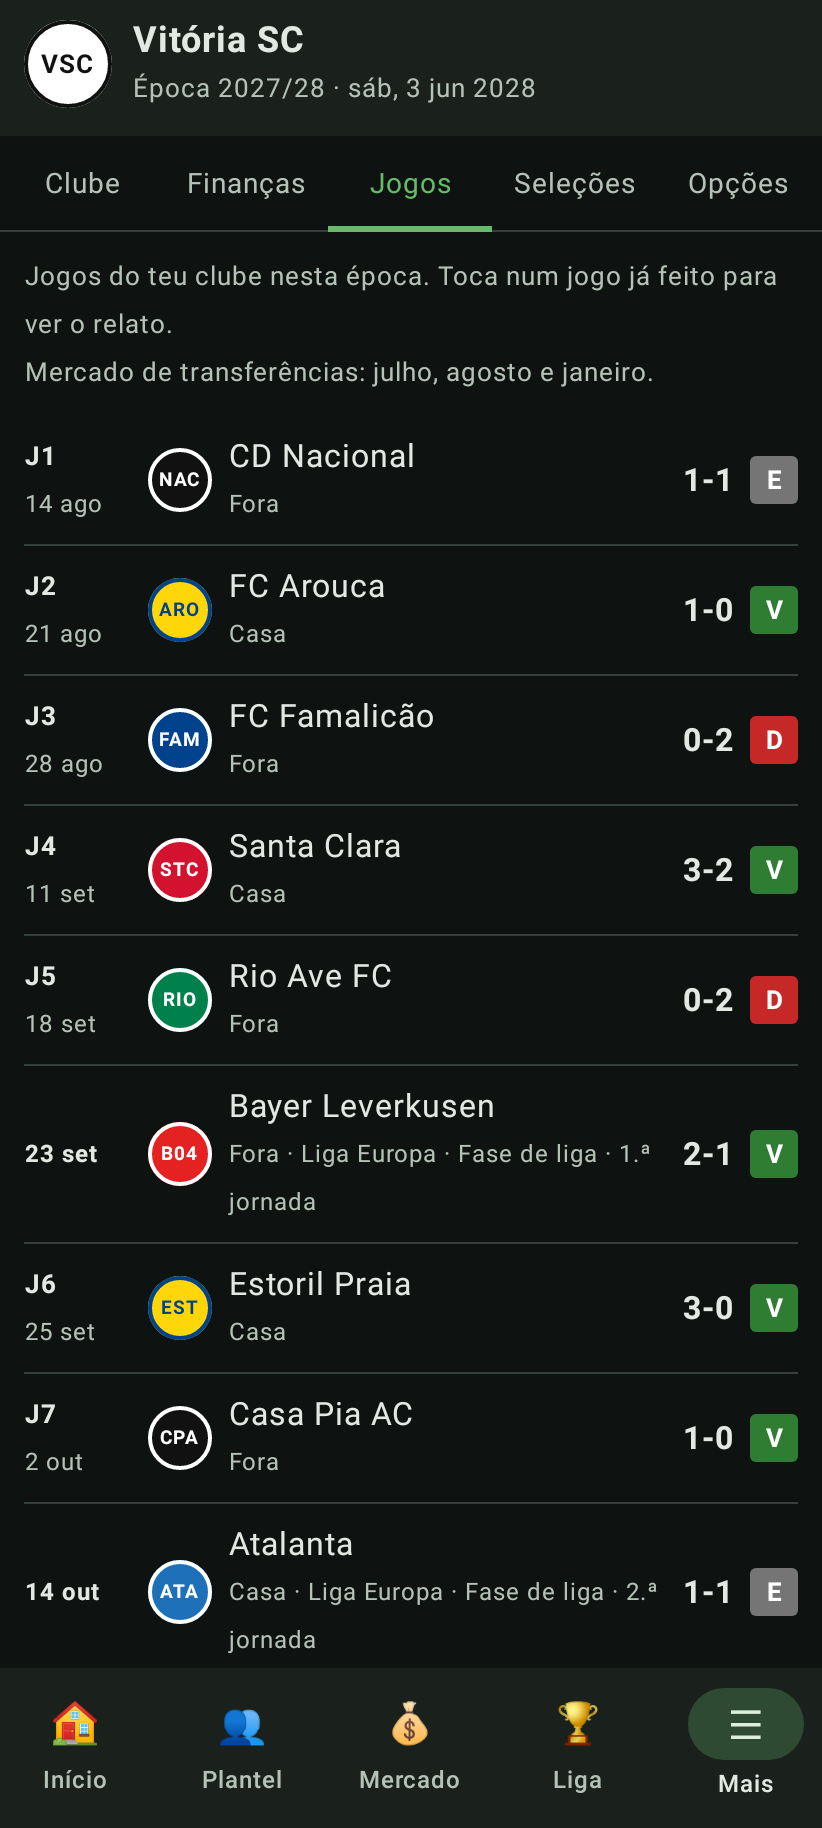 VSC
Vitória SC
Época 2027/28 · sáb, 3 jun 2028
Clube Finanças Jogos Seleções Opções
Jogos do teu clube nesta época. Toca num jogo já feito para
ver o relato.
Mercado de transferências: julho, agosto e janeiro.
J1 NAC CD Nacional 1-1 E
14 ago Fora
J2 ARO FC Arouca 1-0 V
21 ago Casa
J3 FAM FC Famalicão 0-2 D
28 ago Fora
J4 STC Santa Clara 3-2 V
11 set Casa
J5 RIO Rio Ave FC 0-2 D
18 set Fora
Bayer Leverkusen
23 set B04 Fora · Liga Europa · Fase de liga · 1.ª 2-1 V
jornada
J6 EST Estoril Praia 3-0 V
25 set Casa
J7 CPA Casa Pia AC 1-0 V
2 out Fora
Atalanta
14 out ATA Casa · Liga Europa · Fase de liga · 2.ª 1-1 E
jornada
Início Plantel Mercado Liga Mais